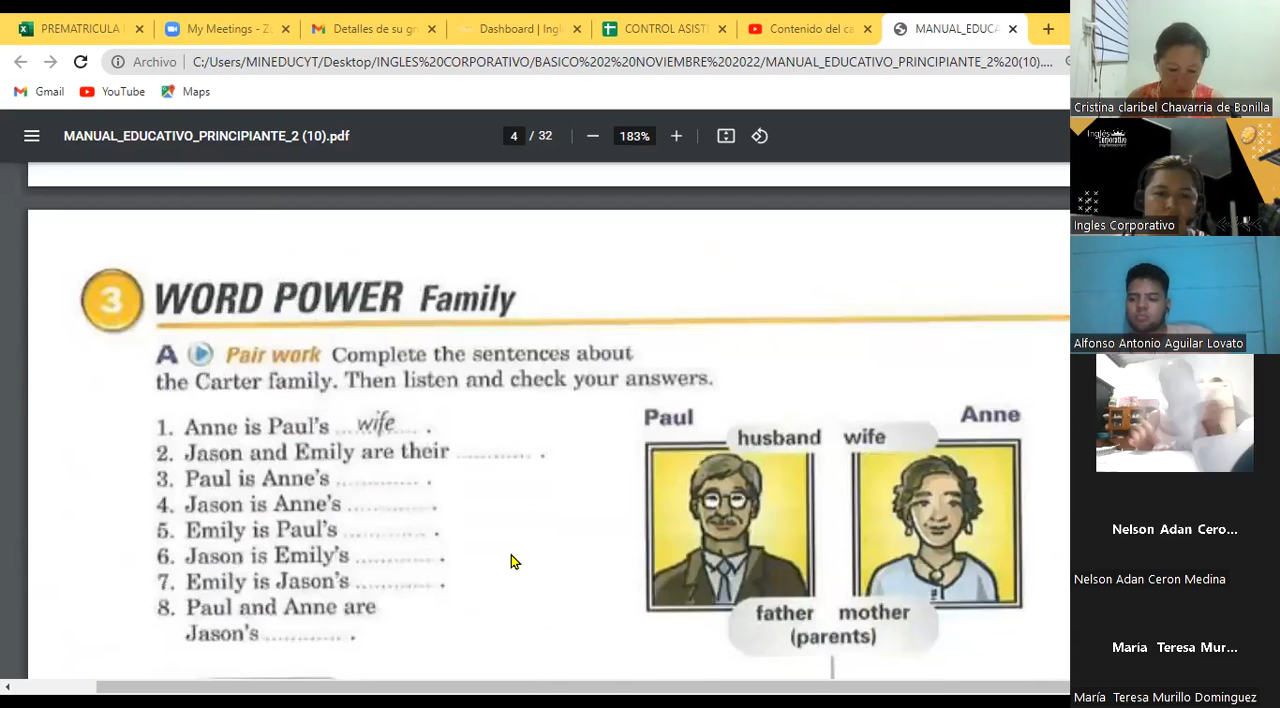 PREMATRICULA
My Meetings - Zo
Detalles de su gr
Dashboard | Ingl
CONTROL ASIST
Contenido del ca
MANUAL_EDUCA
Archivo
C:/Users/MINEDUCYT/Desktop/INGLES%20CORPORATIVO/BASICO%202%20NOVIEMBRE%202022/MANUAL_EDUCATIVO_PRINCIPIANTE_2%20(10)....
Gmail
YouTube
Maps
MANUAL_EDUCATIVO_PRINCIPIANTE_2 (10).pdf
4 / 32
183%
3 WORD POWER Family
A Pair work Complete the sentences about
the Carter family. Then listen and check your answers.
1. Anne is Paul's ...wife.... .
2. Jason and Emily are their .......... .
3. Paul is Anne's ............ .
4. Jason is Anne's ............ .
5. Emily is Paul's ........... .
6. Jason is Emily's ........... .
7. Emily is Jason's ........... .
8. Paul and Anne are
Jason's ........... .
Paul
Anne
husband wife
father mother
(parents)
Cristina claribel Chavarria de Bonilla
Inglés
Corporativo
Ingles Corporativo
Alfonso Antonio Aguilar Lovato
Nelson Adan Cero...
Nelson Adan Ceron Medina
María Teresa Mur...
María Teresa Murillo Dominguez